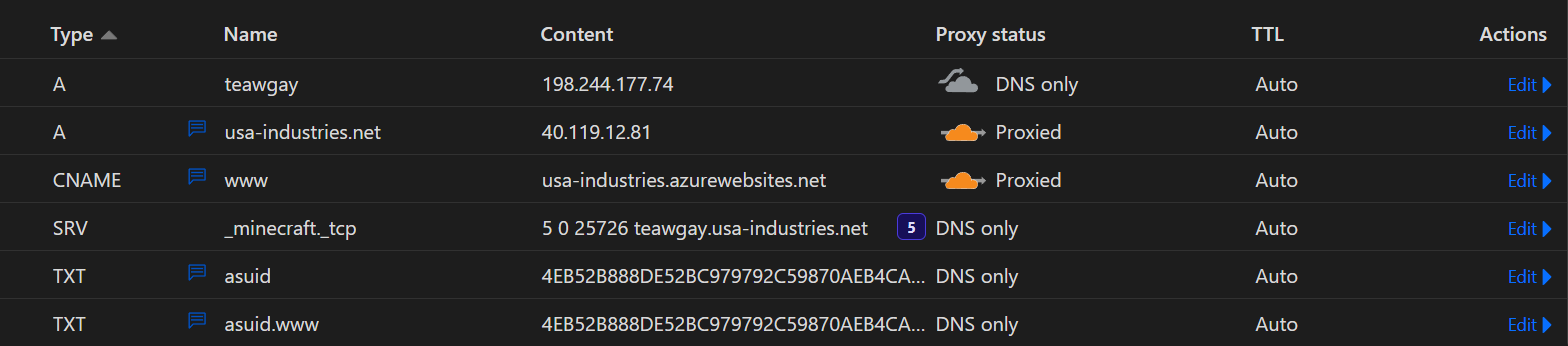 Type Name Content Proxy status TTL Actions
A teawgay 198.244.177.74 DNS only Auto Edit
A usa-industries.net 40.119.12.81 Proxied Auto Edit
CNAME www usa-industries.azurewebsites.net Proxied Auto Edit
SRV _minecraft._tcp 5 0 25726 teawgay.usa-industries.net 5 DNS only Auto Edit
TXT asuid 4EB52B888DE52BC979792C59870AEB4CA... DNS only Auto Edit
TXT asuid.www 4EB52B888DE52BC979792C59870AEB4CA... DNS only Auto Edit